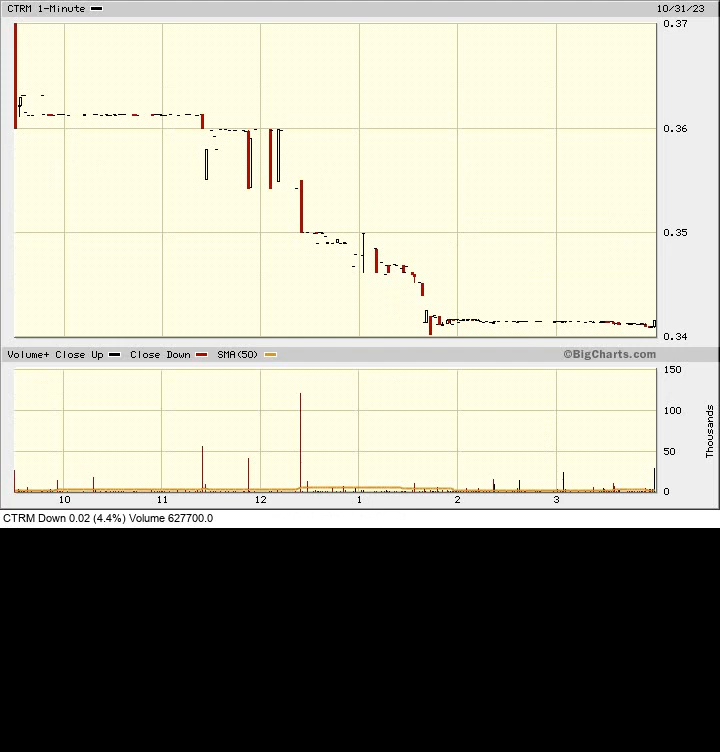 CTRM 1-Minute 10/31/23
0.37
0.36
0.35
0.34
Volume+ Close Up Close Down SMA(50) ©BigCharts.com
150
100
50
0
Thousands
10 11 12 1 2 3
CTRM Down 0.02 (4.4%) Volume 627700.0